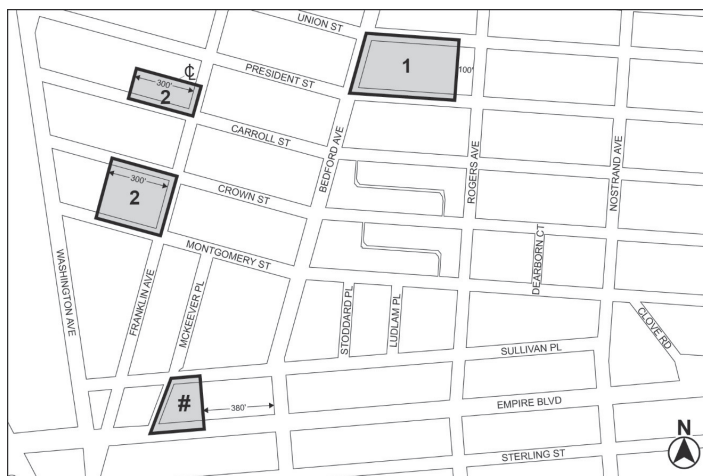 UNION ST
PRESIDENT ST
1
100'
℄
300'
2
CARROLL ST
BEDFORD AVE
ROGERS AVE
NOSTRAND AVE
300'
2
CROWN ST
MONTGOMERY ST
WASHINGTON AVE
FRANKLIN AVE
MCKEEVER PL
STODDARD PL
LUDLAM PL
DEARBORN CT
CLOVE RD
SULLIVAN PL
#
380'
EMPIRE BLVD
STERLING ST
N